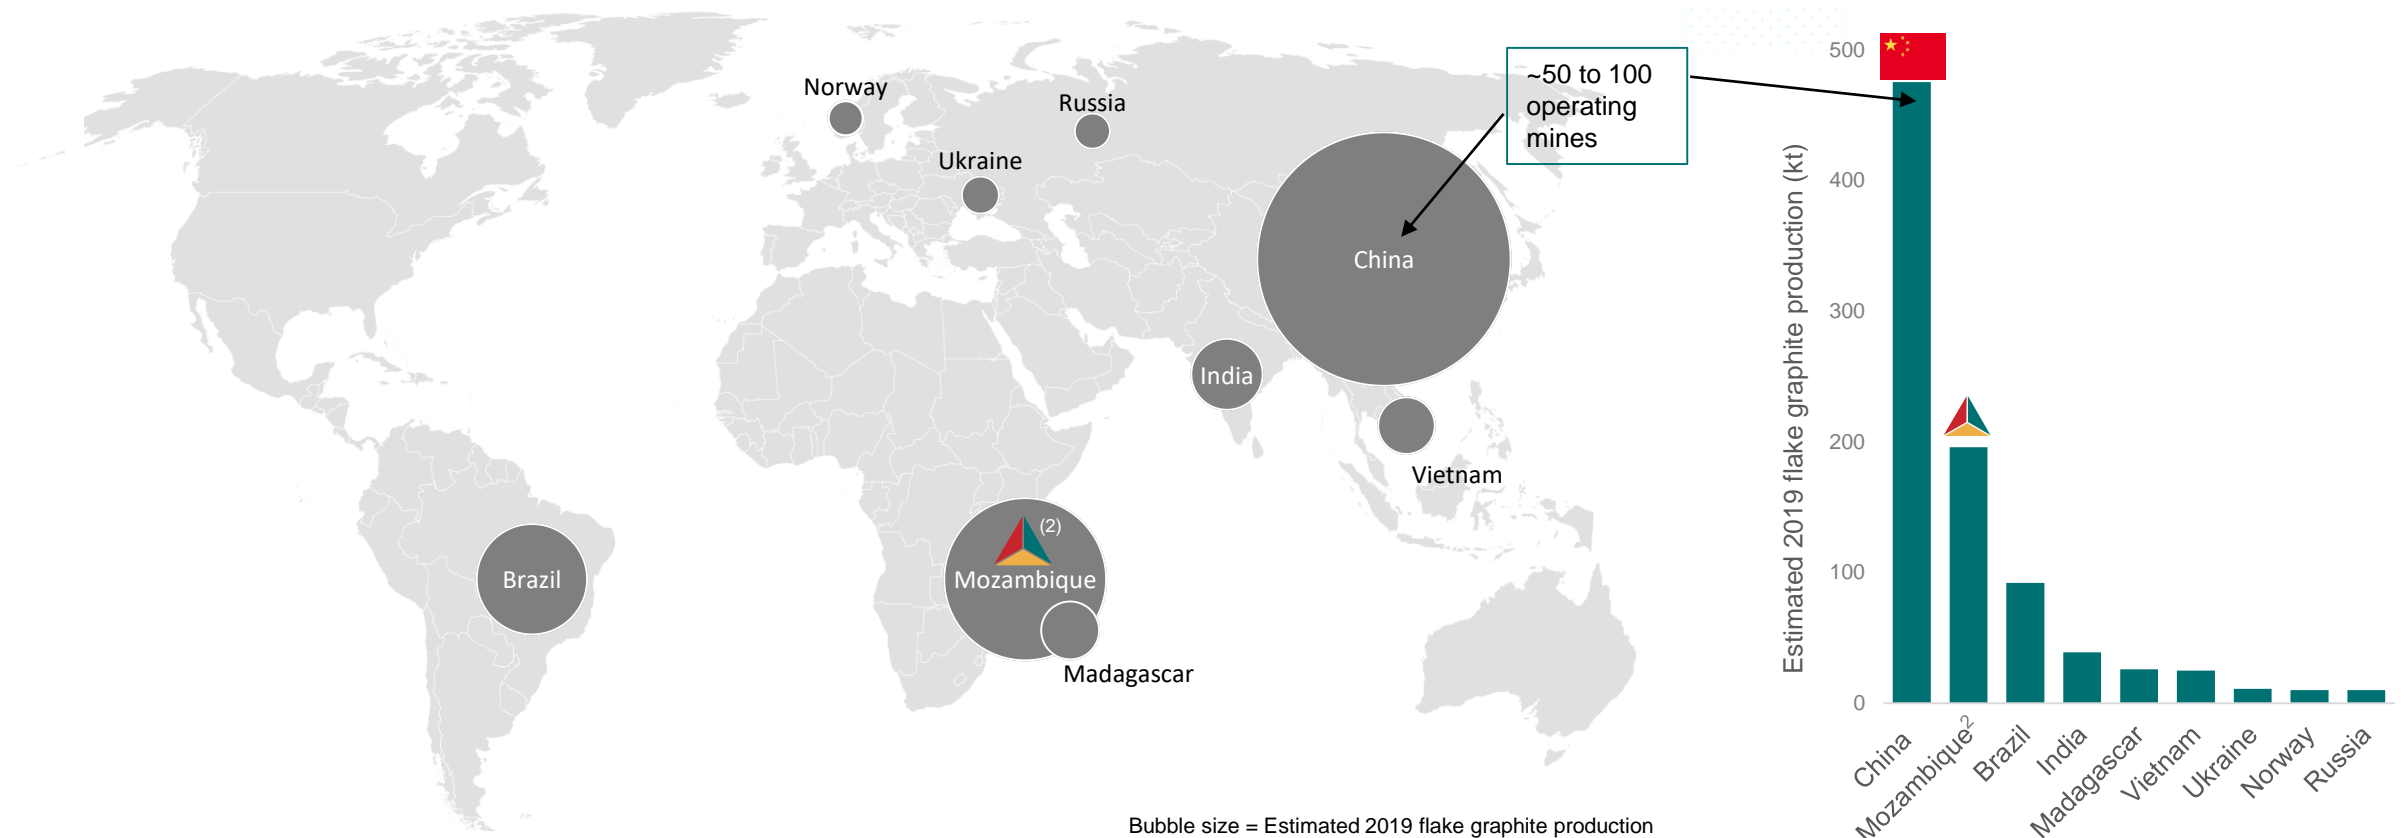 Norway
Russia
Ukraine
~50 to 100
operating
mines
China
India
Vietnam
(2)
Mozambique
Brazil
Madagascar
Bubble size = Estimated 2019 flake graphite production
Estimated 2019 flake graphite production (kt)
500
400
300
200
100
0
China
Mozambique²
Brazil
India
Madagascar
Vietnam
Ukraine
Norway
Russia